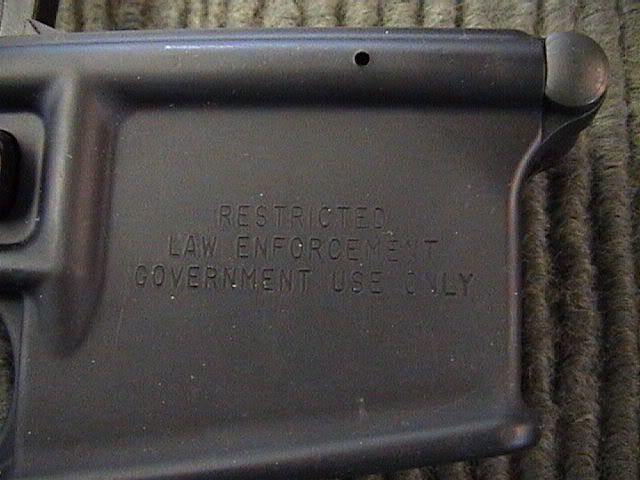 RESTRICTED
LAW ENFORCEMENT
GOVERNMENT USE ONLY